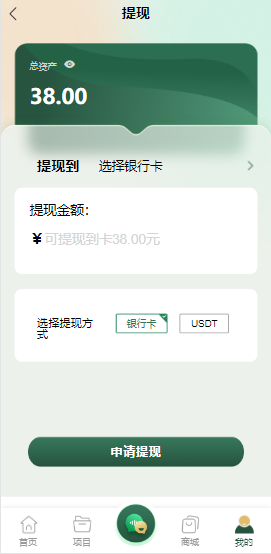 提现
总资产
38.00
提现到 选择银行卡
提现金额：
￥可提现到卡38.00元
选择提现方
式
银行卡 USDT
申请提现
首页 项目 商城 我的